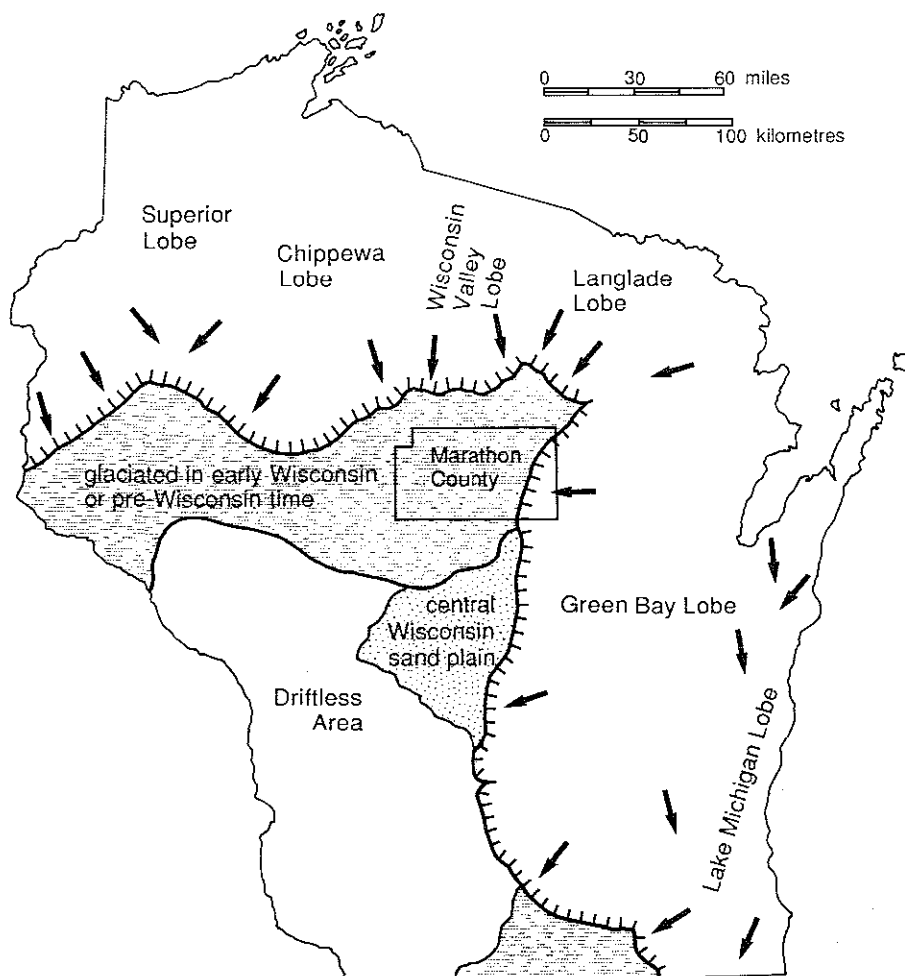 0 30 60 miles
0 50 100 kilometres
Superior
Lobe
Chippewa
Lobe
Wisconsin
Valley
Lobe
Langlade
Lobe
glaciated in early Wisconsin
or pre-Wisconsin time
Marathon
County
central
Wisconsin
sand plain
Green Bay Lobe
Driftless
Area
Lake Michigan Lobe